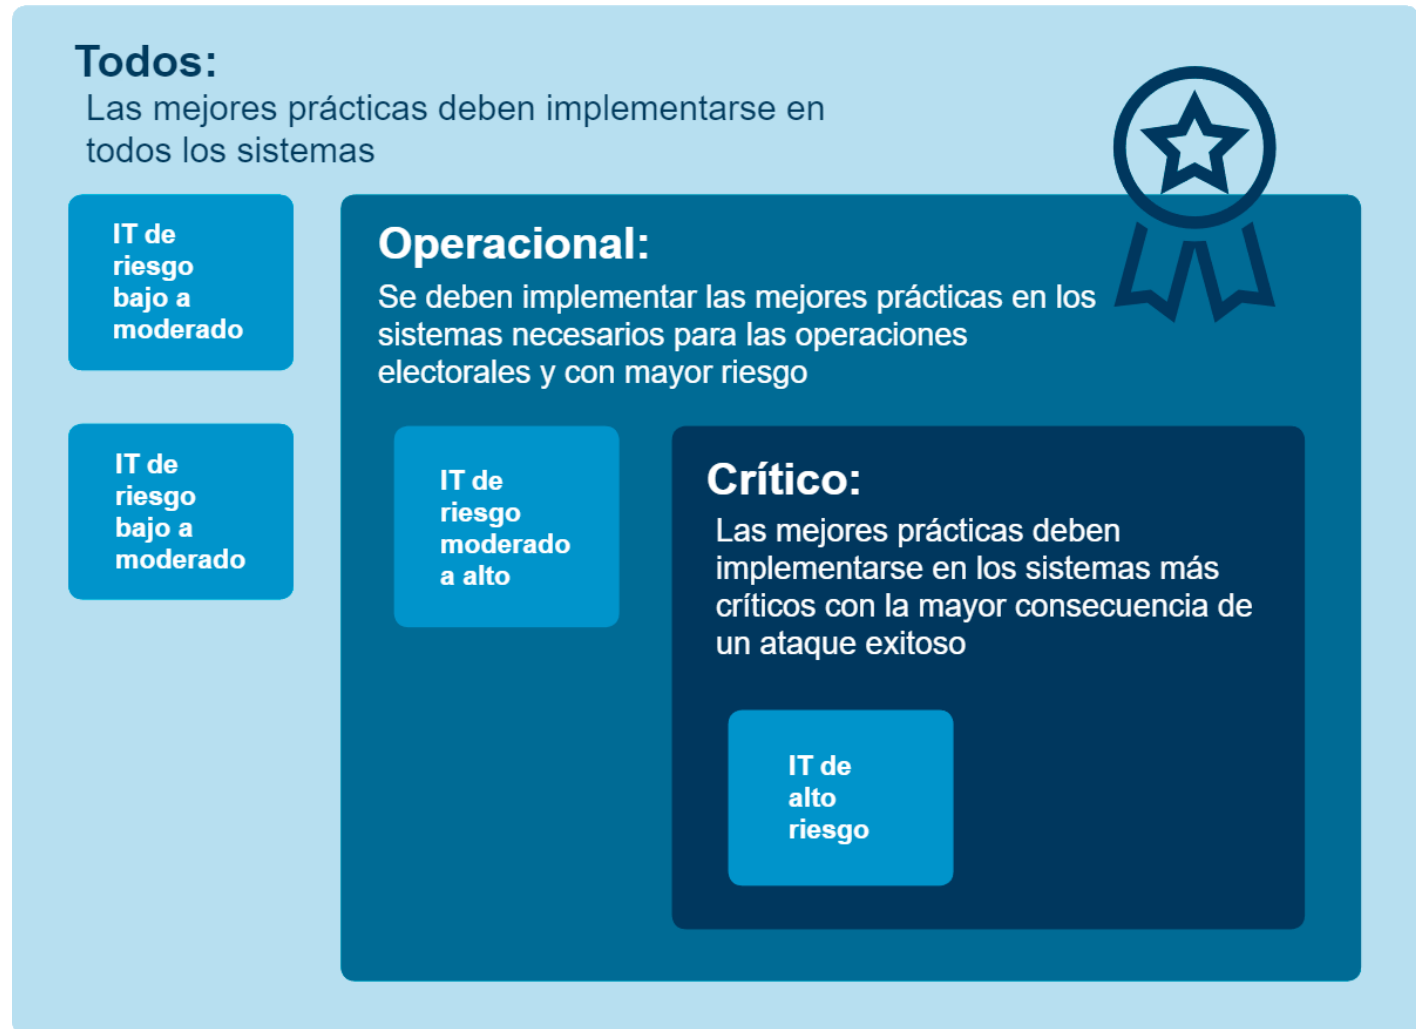 Todos:
Las mejores prácticas deben implementarse en
todos los sistemas
IT de
riesgo
bajo a
moderado
IT de
riesgo
bajo a
moderado
Operacional:
Se deben implementar las mejores prácticas en los
sistemas necesarios para las operaciones
electorales y con mayor riesgo
IT de
riesgo
moderado
a alto
Crítico:
Las mejores prácticas deben
implementarse en los sistemas más
críticos con la mayor consecuencia de
un ataque exitoso
IT de
alto
riesgo